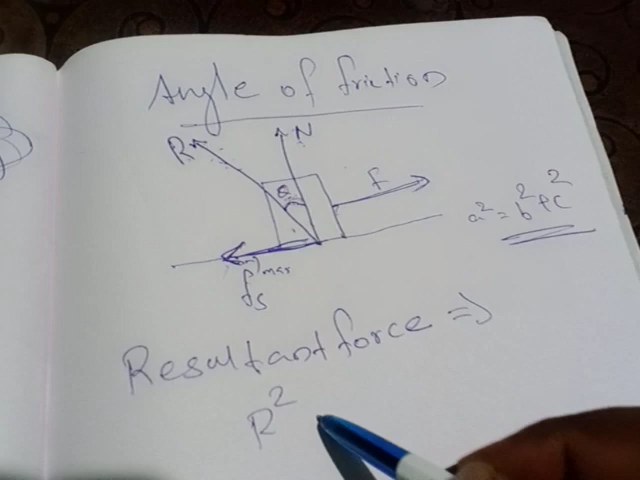 Angle of friction
R
N
θ
f
a² = b² + c²
fs max
Resultant force ⇒
R²